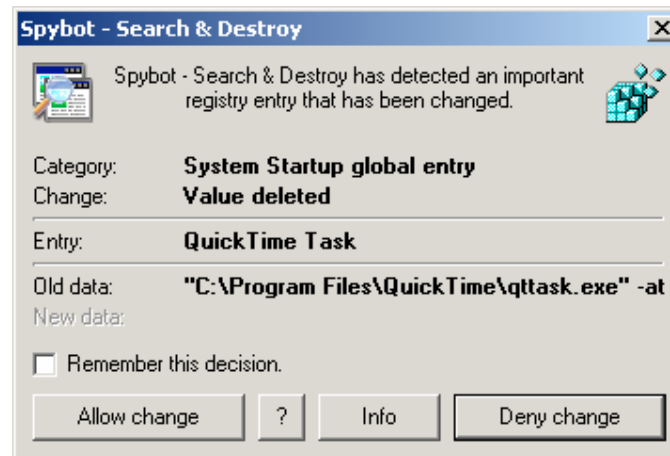 Spybot - Search & Destroy
Spybot - Search & Destroy has detected an important
registry entry that has been changed.
Category: System Startup global entry
Change: Value deleted
Entry: QuickTime Task
Old data: "C:\Program Files\QuickTime\qttask.exe" -at
New data:
Remember this decision.
Allow change ? Info Deny change